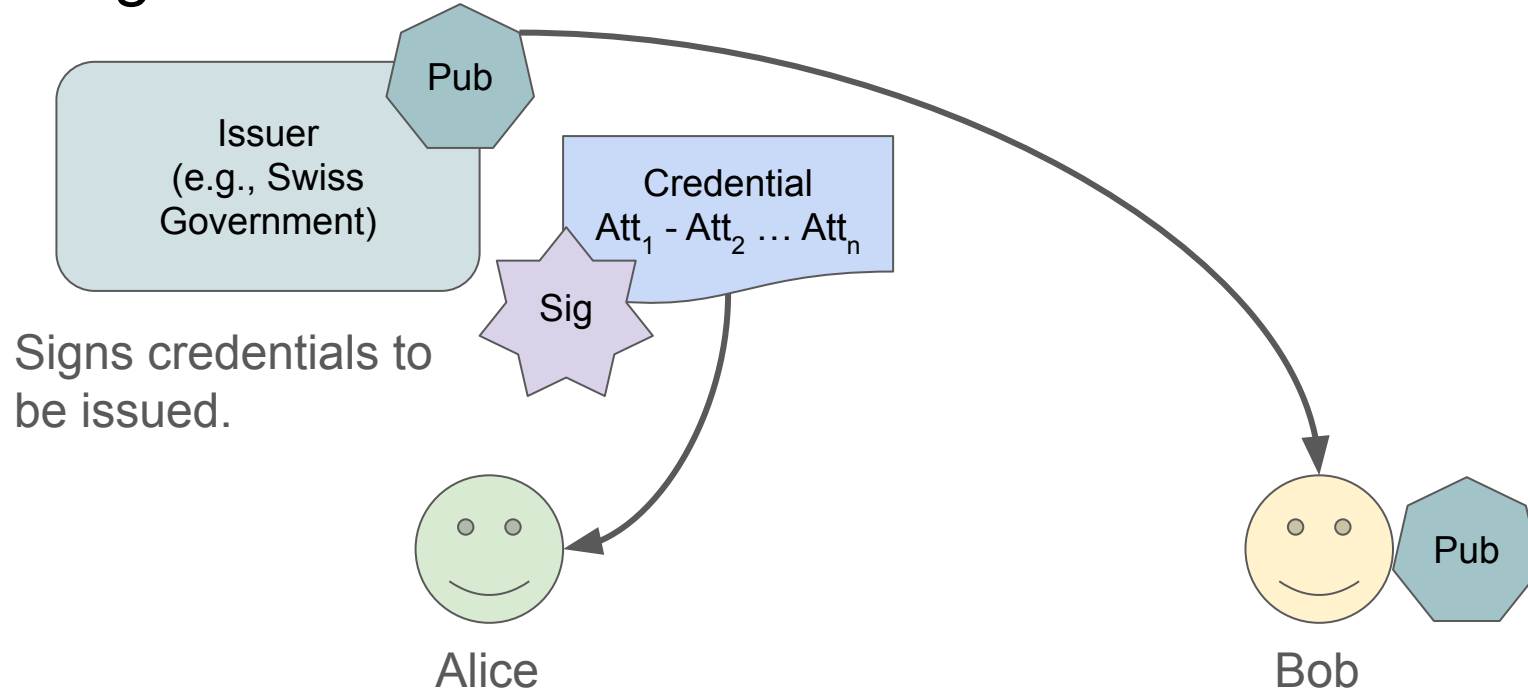 Pub
Issuer
(e.g., Swiss
Government)
Credential
Att1 - Att2 … Attn
Sig
Signs credentials to
be issued.
Pub
Alice
Bob